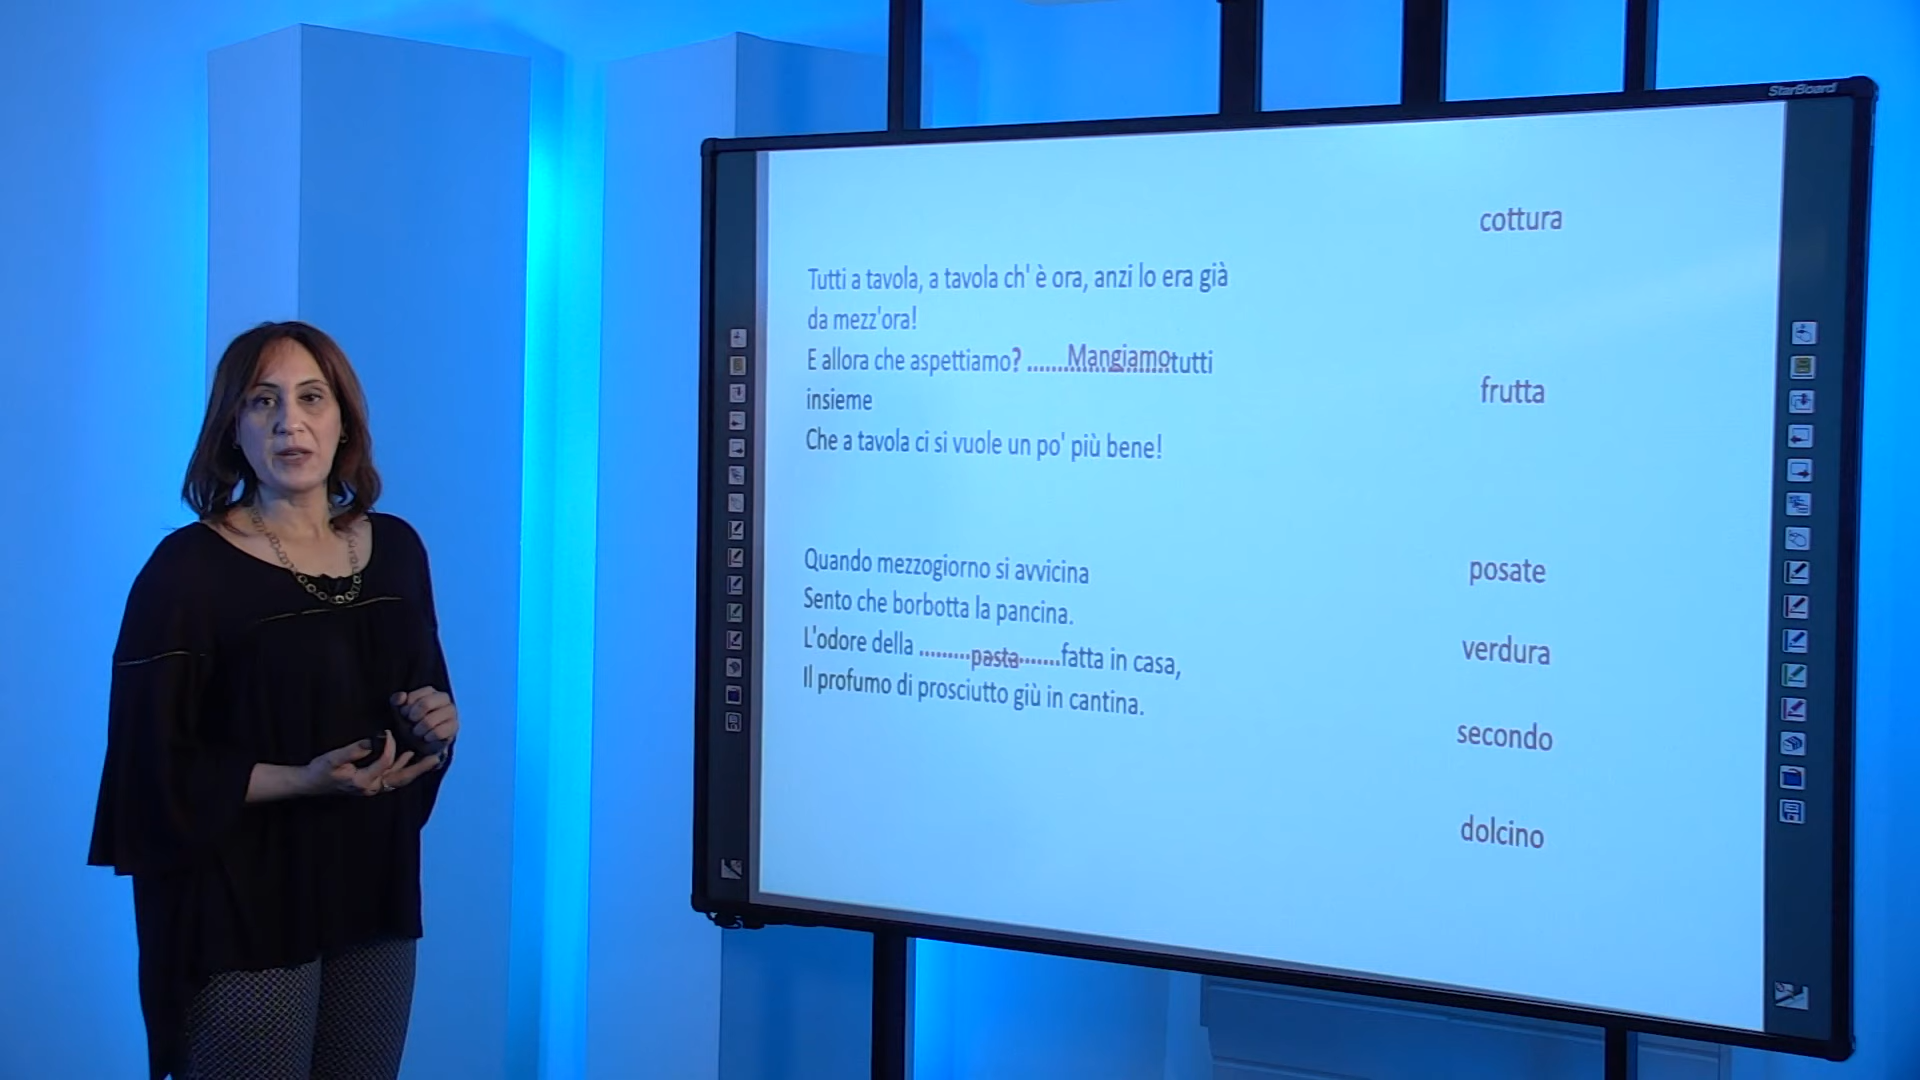 StarBoard
cottura
Tutti a tavola, a tavola ch' è ora, anzi lo era già
da mezz'ora!
E allora che aspettiamo? ......Mangiamo tutti
insieme
Che a tavola ci si vuole un po' più bene!
frutta
Quando mezzogiorno si avvicina
Sento che borbotta la pancina.
L'odore della .........pasta.......fatta in casa,
Il profumo di prosciutto giù in cantina.
posate
verdura
secondo
dolcino